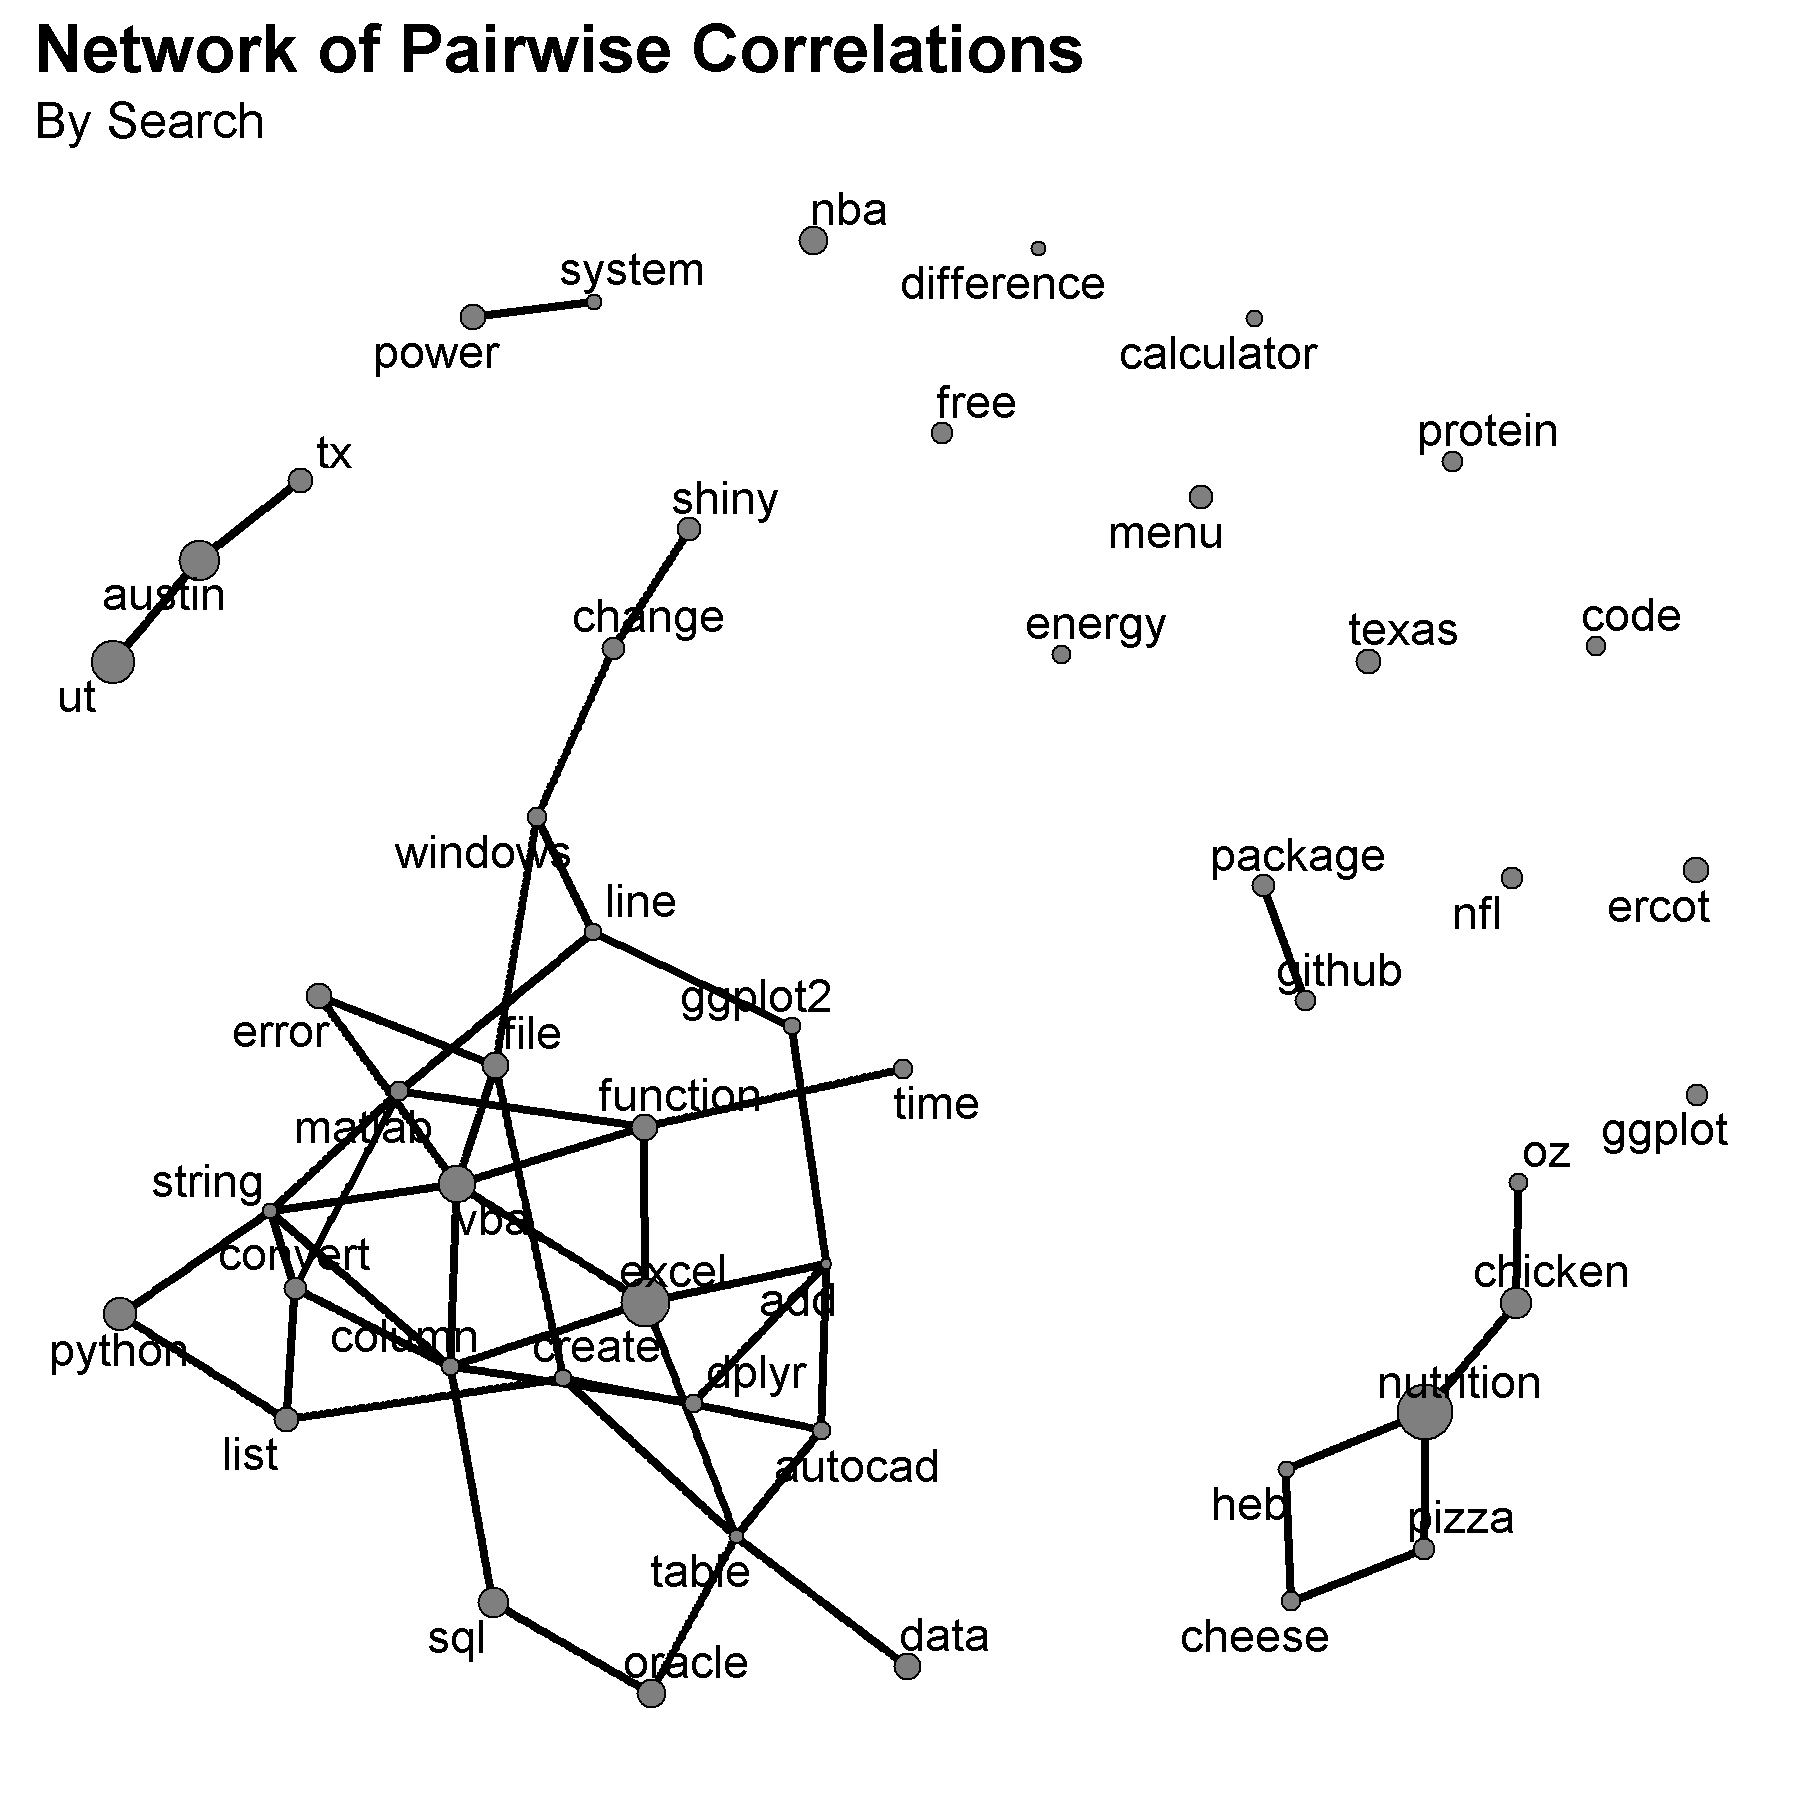 Network of Pairwise Correlations
By Search
nba
system
difference
power
calculator
free
protein
tx
shiny
menu
austin
change
energy
texas
code
ut
windows
package
line
nfl
ercot
github
ggplot2
error
file
function
time
matlab
ggplot
oz
string
vba
convert
excel
chicken
add
python
column
create
dplyr
nutrition
list
autocad
heb
pizza
table
sql
data
cheese
oracle